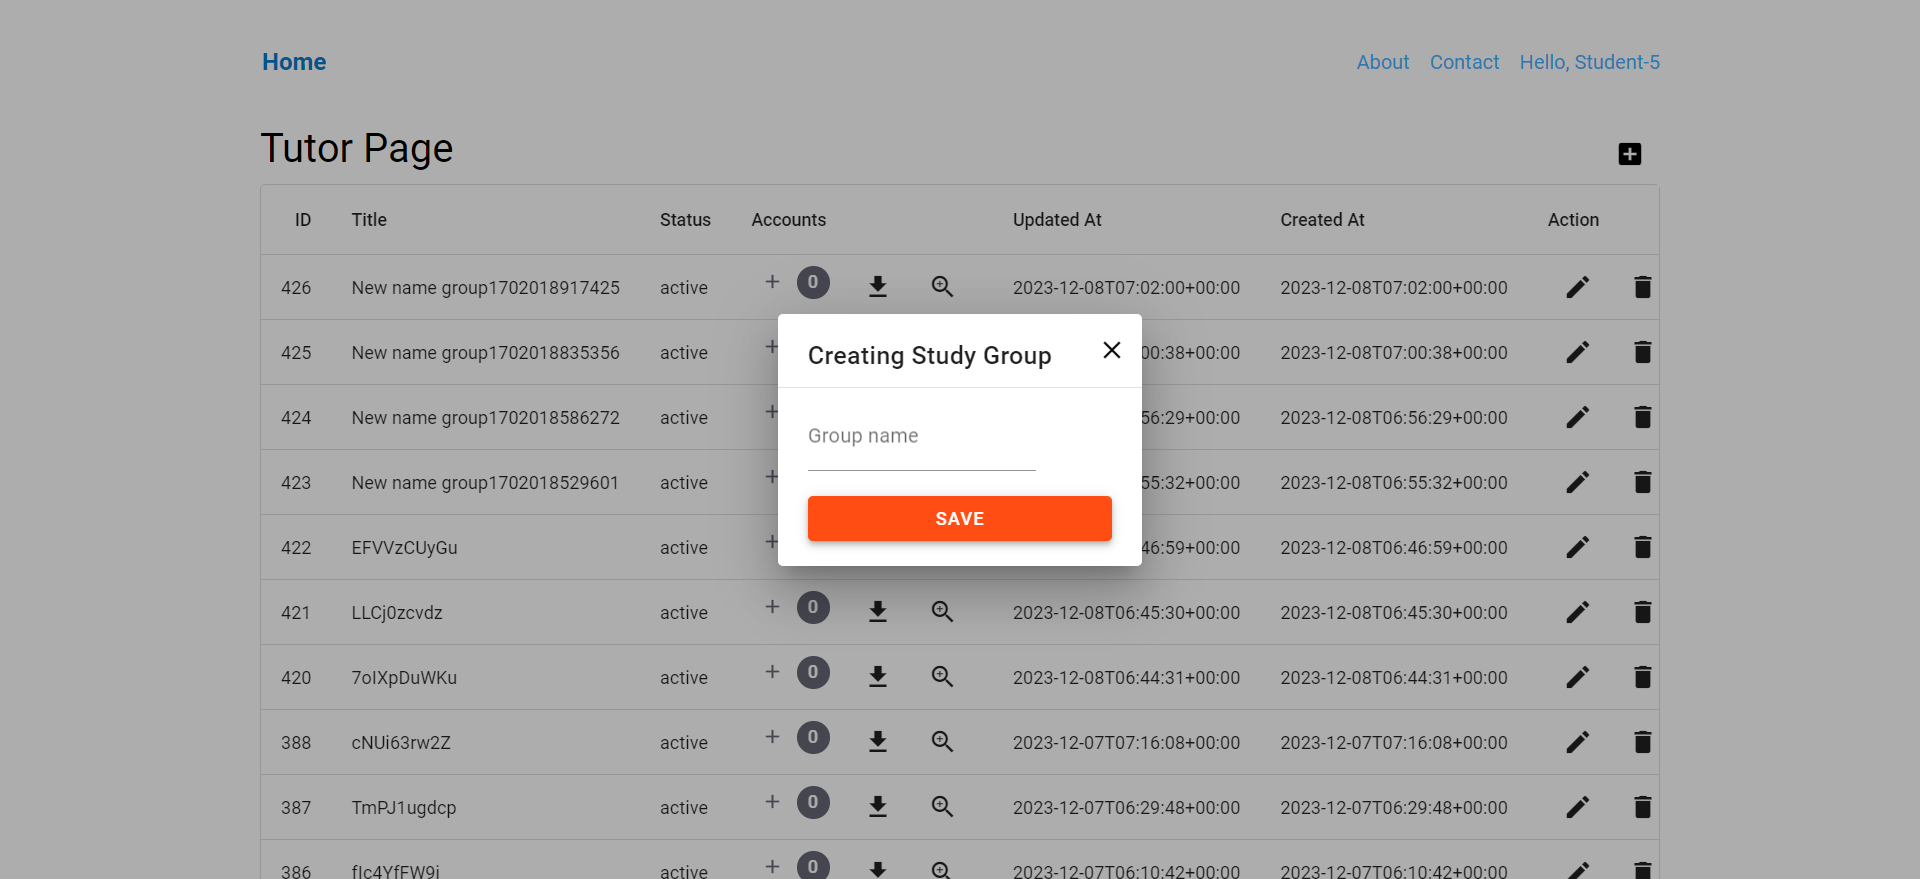 Home About Contact Hello, Student-5
Tutor Page
ID Title Status Accounts Updated At Created At Action
426 New name group1702018917425 active + 0 2023-12-08T07:02:00+00:00 2023-12-08T07:02:00+00:00
425 New name group1702018835356 active + 00:38+00:00 2023-12-08T07:00:38+00:00
Creating Study Group
424 New name group1702018586272 active + 56:29+00:00 2023-12-08T06:56:29+00:00
Group name
423 New name group1702018529601 active + 55:32+00:00 2023-12-08T06:55:32+00:00
SAVE
422 EFVVzCUyGu active + 46:59+00:00 2023-12-08T06:46:59+00:00
421 LLCj0zcvdz active + 0 2023-12-08T06:45:30+00:00 2023-12-08T06:45:30+00:00
420 7oIXpDuWKu active + 0 2023-12-08T06:44:31+00:00 2023-12-08T06:44:31+00:00
388 cNUi63rw2Z active + 0 2023-12-07T07:16:08+00:00 2023-12-07T07:16:08+00:00
387 TmPJ1ugdcp active + 0 2023-12-07T06:29:48+00:00 2023-12-07T06:29:48+00:00
386 active + 0 2023-12-07T06:10:42+00:00 2023-12-07T06:10:42+00:00